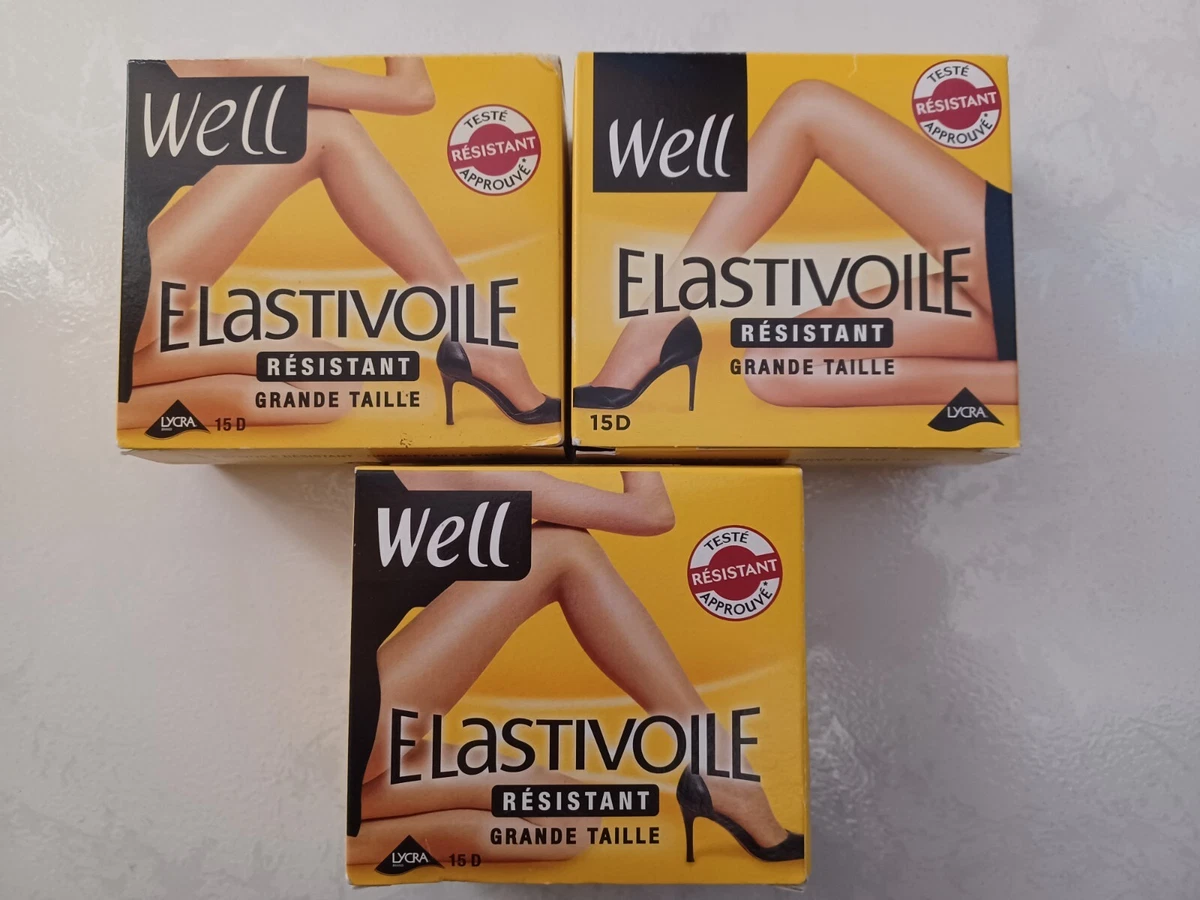 Well
TESTÉ
RÉSISTANT
APPROUVÉ*
ELaSTIVOILE
RÉSISTANT
GRANDE TAILLE
LYCRA
15 D
Well
TESTÉ
RÉSISTANT
APPROUVÉ*
ELaSTIVOILE
RÉSISTANT
GRANDE TAILLE
15D
LYCRA
Well
TESTÉ
RÉSISTANT
APPROUVÉ*
ELaSTIVOILE
RÉSISTANT
GRANDE TAILLE
LYCRA
15 D